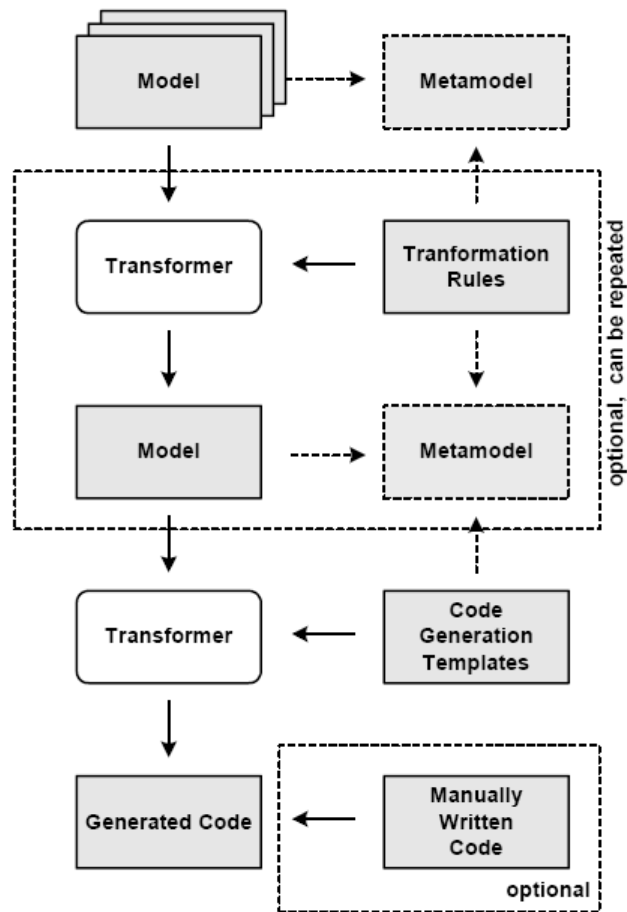 Model
Metamodel
Transformer
Tranformation
Rules
optional, can be repeated
Model
Metamodel
Transformer
Code
Generation
Templates
Generated Code
Manually
Written
Code
optional